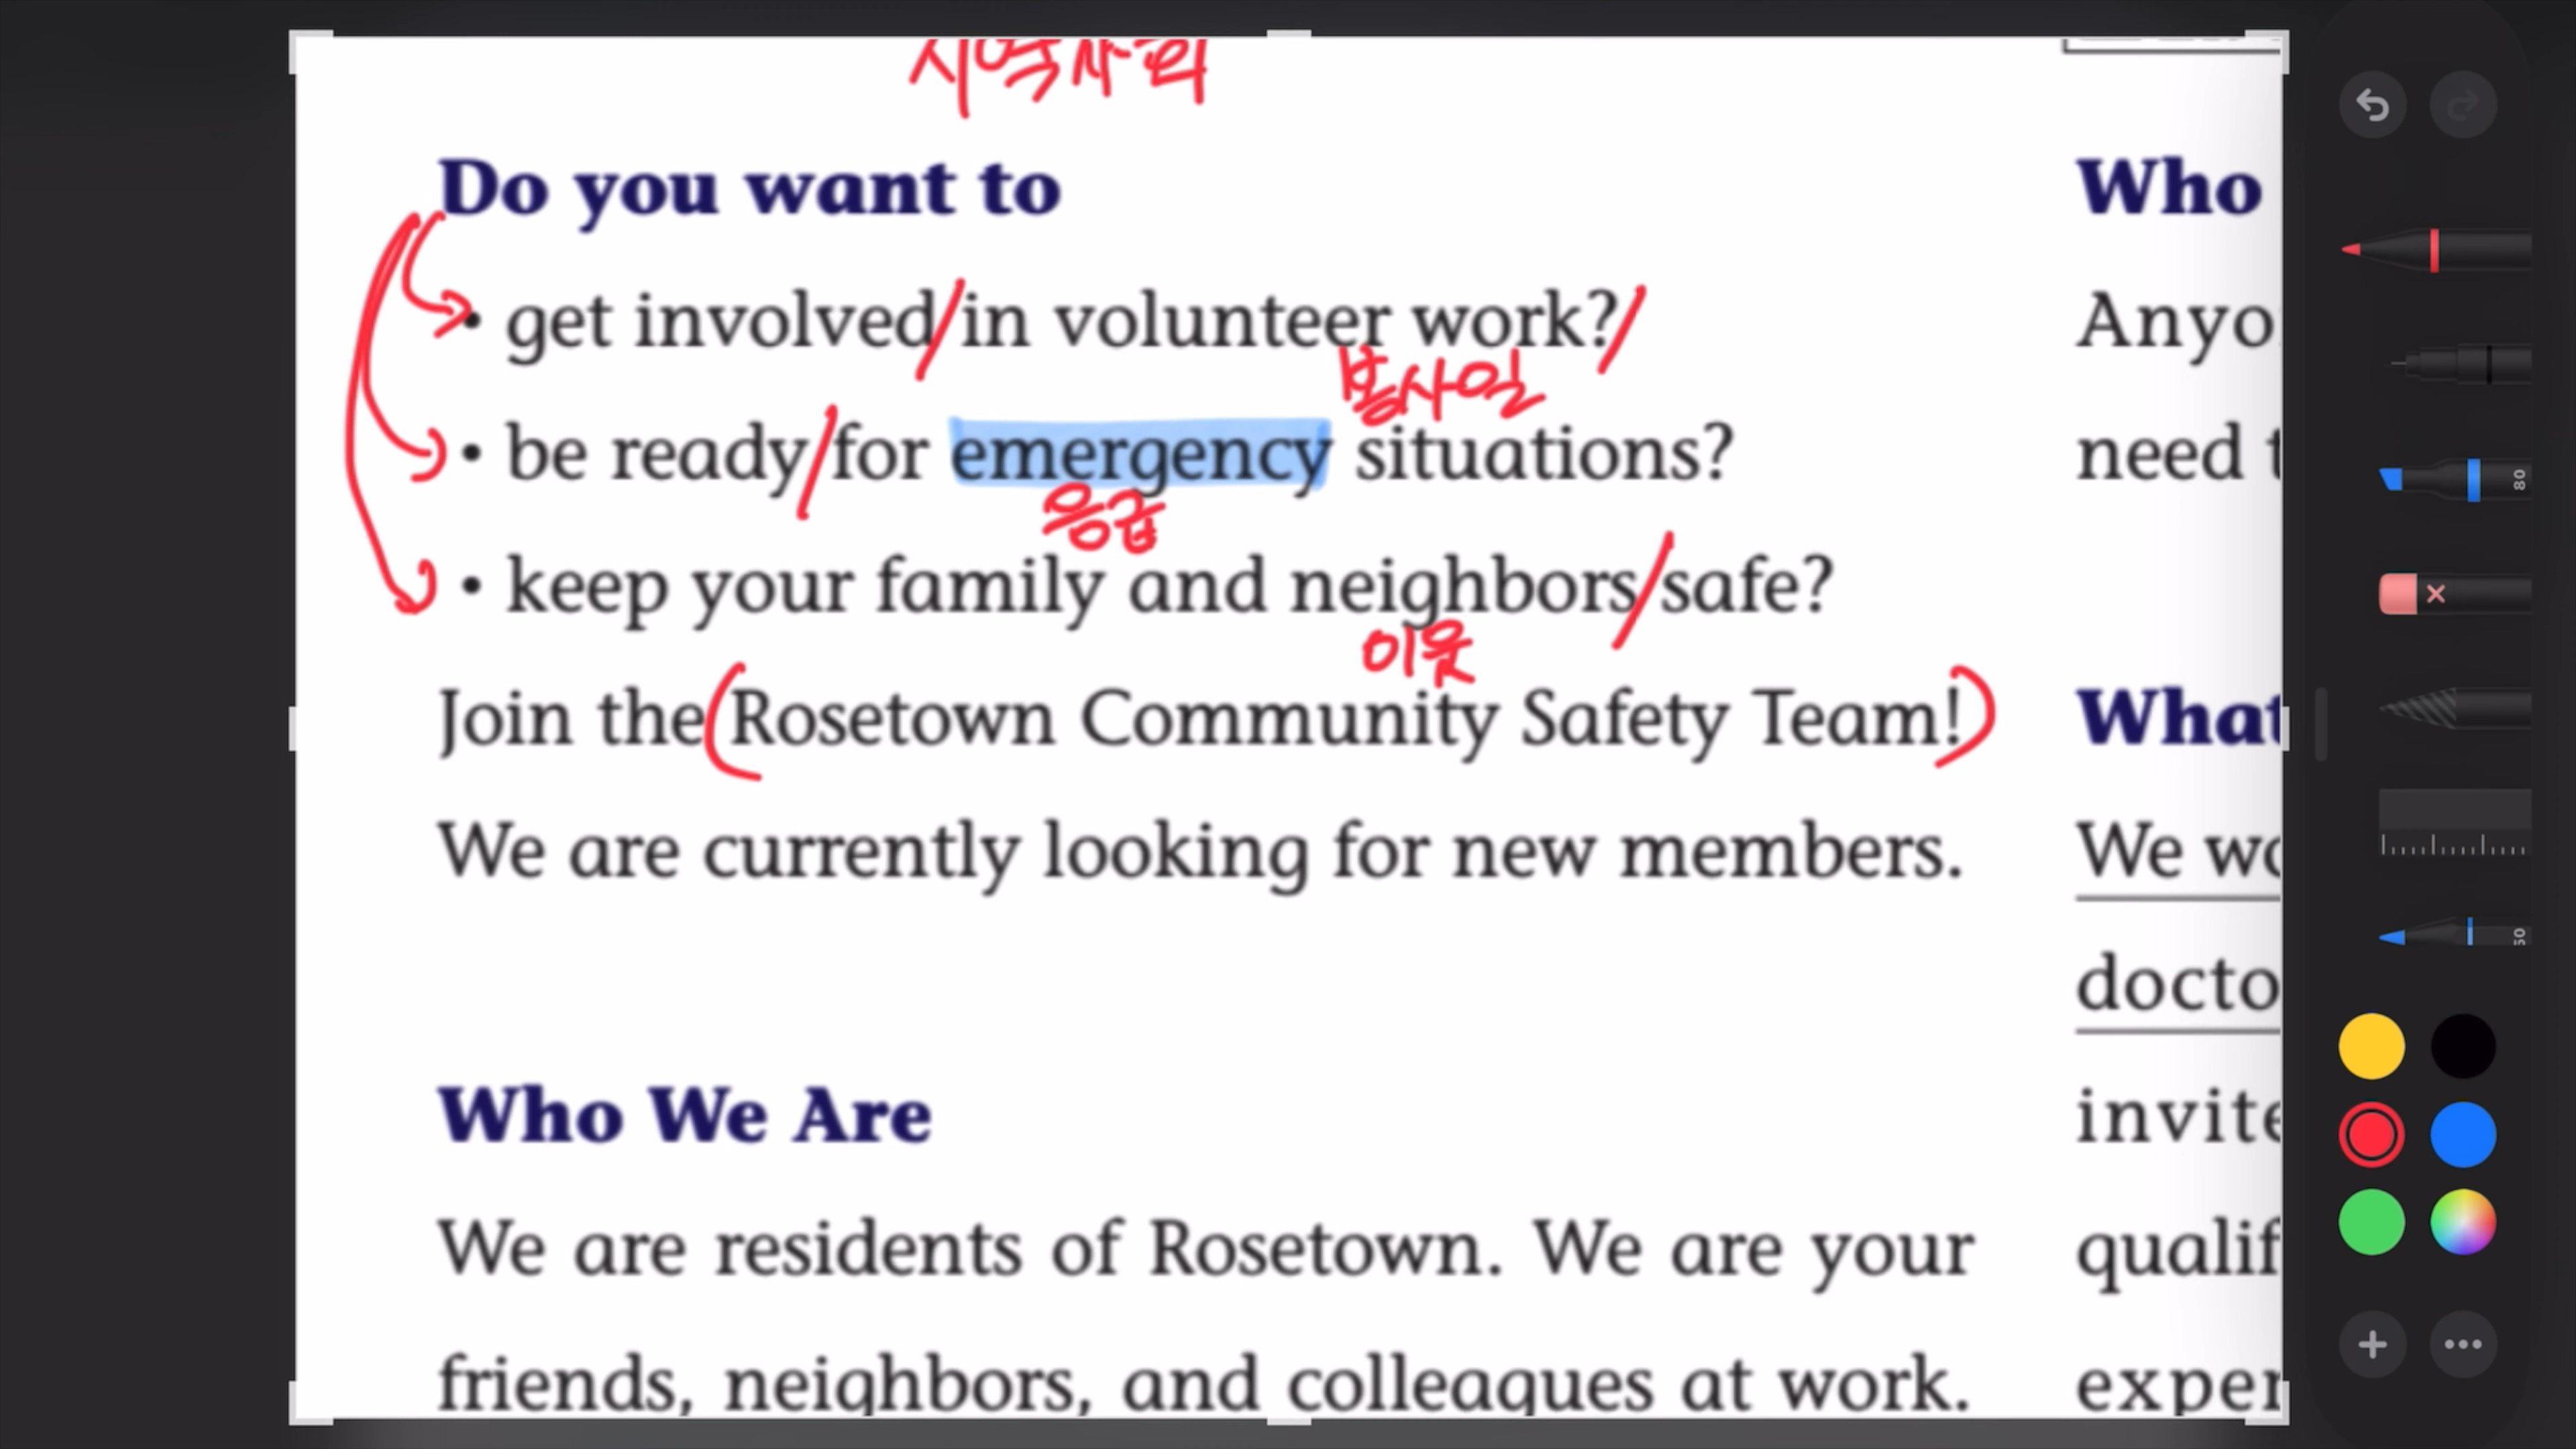 지역사회
Do you want to
• get involved/in volunteer work?/
봉사일
• be ready/for emergency situations?
응급
• keep your family and neighbors/safe?
이웃
Join the (Rosetown Community Safety Team!)
We are currently looking for new members.
Who We Are
We are residents of Rosetown. We are your
friends, neighbors, and colleagues at work.
Who
Anyo
need t
What
We wo
docto
invite
qualif
exper
80
50